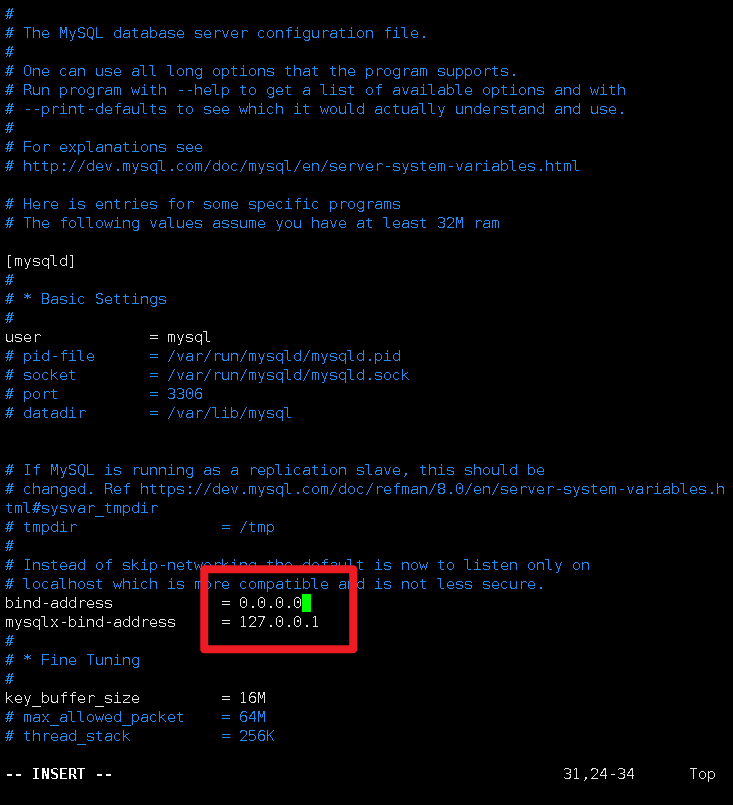 #
# The MySQL database server configuration file.
#
# One can use all long options that the program supports.
# Run program with --help to get a list of available options and with
# --print-defaults to see which it would actually understand and use.
#
# For explanations see
# http://dev.mysql.com/doc/mysql/en/server-system-variables.html
# Here is entries for some specific programs
# The following values assume you have at least 32M ram
[mysqld]
#
# * Basic Settings
#
user            = mysql
# pid-file      = /var/run/mysqld/mysqld.pid
# socket        = /var/run/mysqld/mysqld.sock
# port          = 3306
# datadir       = /var/lib/mysql
# If MySQL is running as a replication slave, this should be
# changed. Ref https://dev.mysql.com/doc/refman/8.0/en/server-system-variables.h
tml#sysvar_tmpdir
# tmpdir                = /tmp
#
# Instead of skip-networking the default is now to listen only on
# localhost which is more compatible and is not less secure.
bind-address            = 0.0.0.0
mysqlx-bind-address     = 127.0.0.1
#
# * Fine Tuning
#
key_buffer_size         = 16M
# max_allowed_packet    = 64M
# thread_stack          = 256K
-- INSERT --                                                  31,24-34      Top